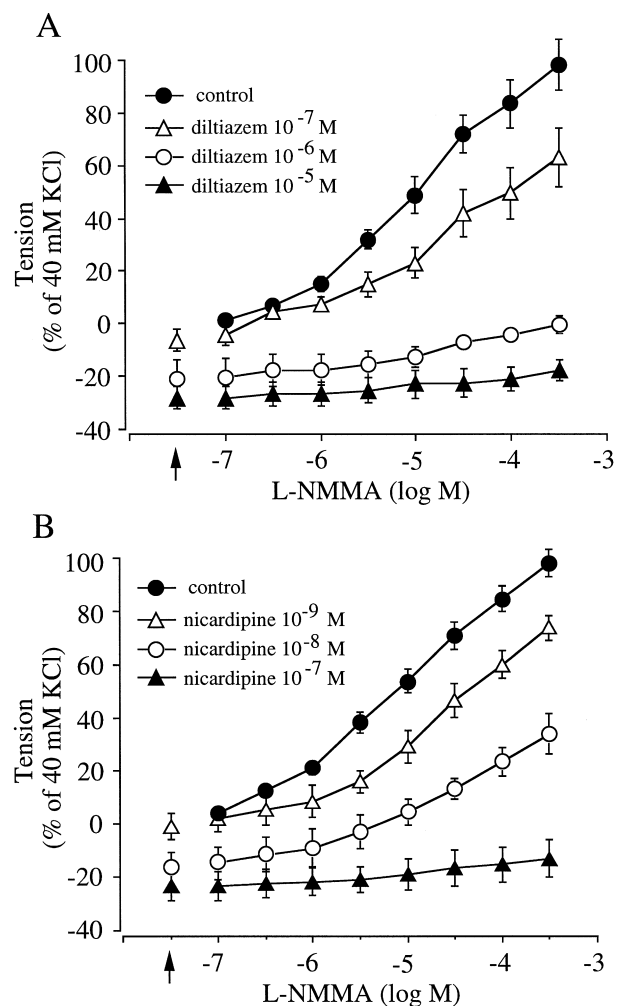 A
100
80
60
40
20
0
-20
-40
Tension
(% of 40 mM KCl)
control
diltiazem 10-7 M
diltiazem 10-6 M
diltiazem 10-5 M
-7 -6 -5 -4 -3
L-NMMA (log M)
B
100
80
60
40
20
0
-20
-40
Tension
(% of 40 mM KCl)
control
nicardipine 10-9 M
nicardipine 10-8 M
nicardipine 10-7 M
-7 -6 -5 -4 -3
L-NMMA (log M)